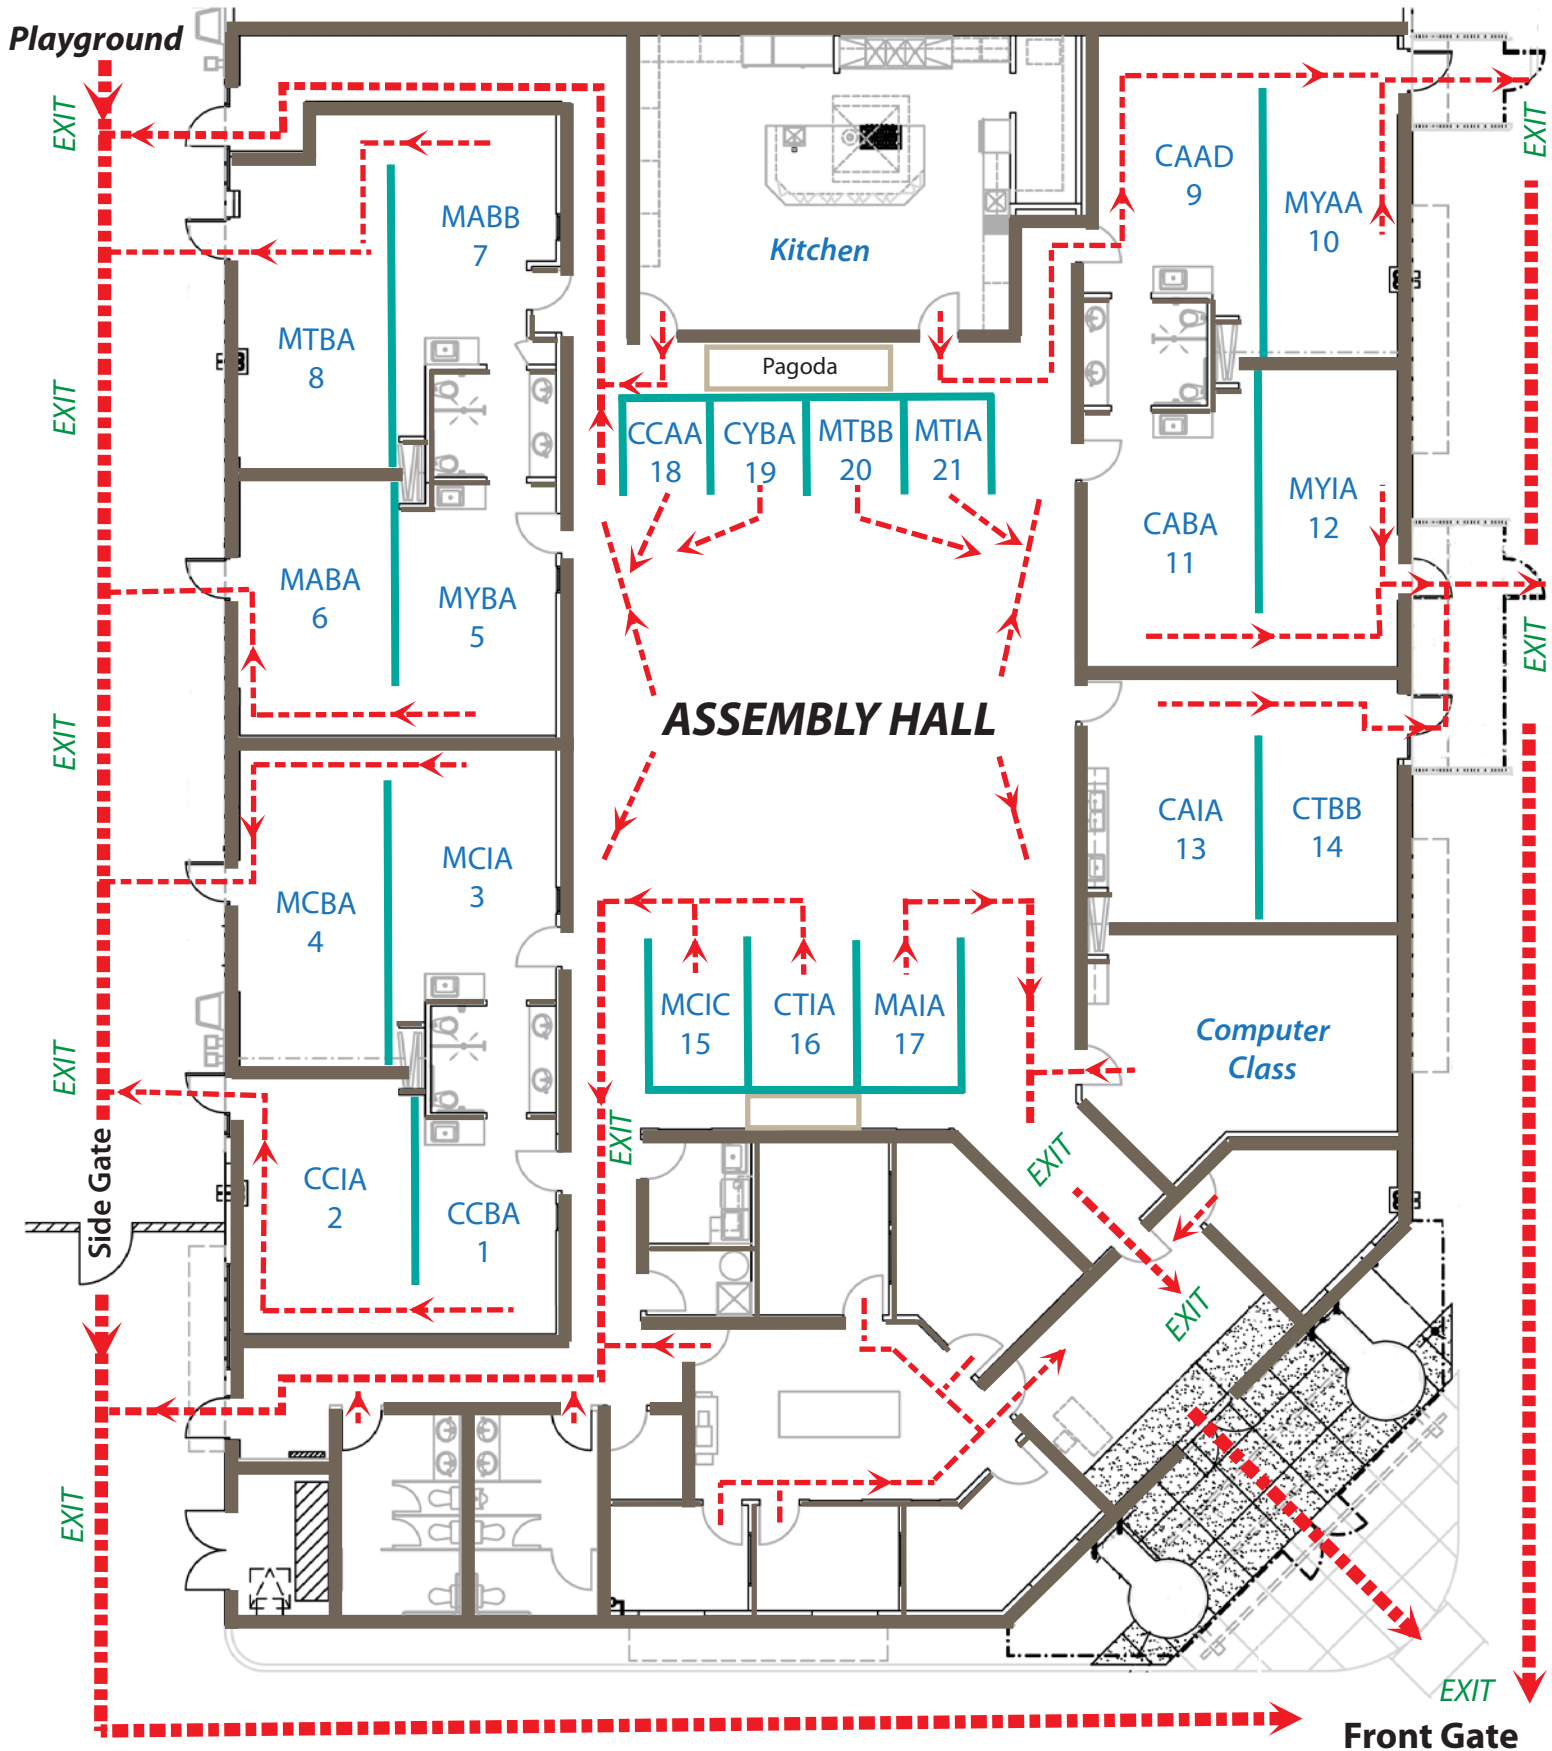 Playground
EXIT
EXIT
EXIT
EXIT
EXIT
Side Gate
MABB
7
MTBA
8
MABA
6
MYBA
5
MCIA
3
MCBA
4
CCIA
2
CCBA
1
Kitchen
Pagoda
CCAA
18
CYBA
19
MTBB
20
MTIA
21
ASSEMBLY HALL
MCIC
15
CTIA
16
MAIA
17
EXIT
EXIT
EXIT
CAAD
9
MYAA
10
CABA
11
MYIA
12
CAIA
13
CTBB
14
Computer
Class
EXIT
EXIT
EXIT
Front Gate